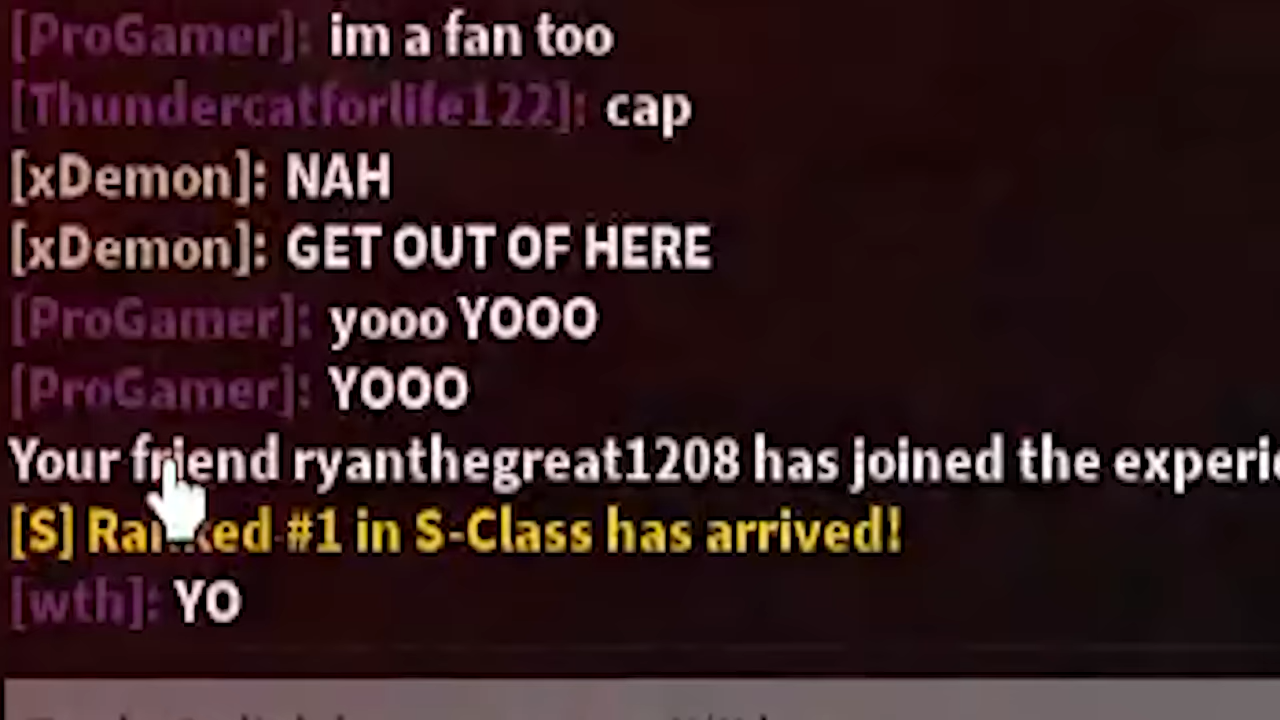 [ProGamer]: im a fan too
[Thundercatforlife122]: cap
[xDemon]: NAH
[xDemon]: GET OUT OF HERE
[ProGamer]: yooo YOOO
[ProGamer]: YOOO
Your friend ryanthegreat1208 has joined the experie
[S] Ranked #1 in S-Class has arrived!
[wth]: YO